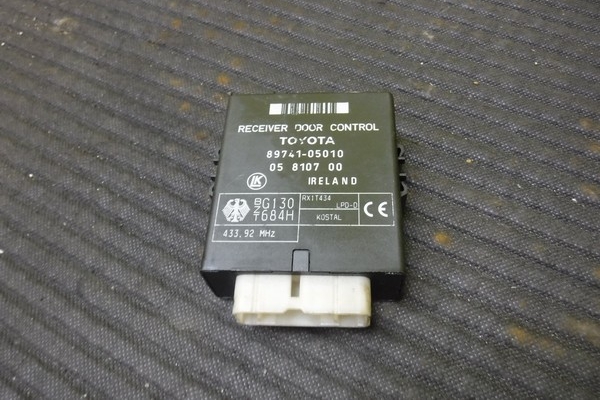 RECEIVER DOOR CONTROL
TOYOTA
89741-05010
05 8107 00
LK IRELAND
G130
684H
RX1T434
LPD-D
KOSTAL
CE
433,92 MHz